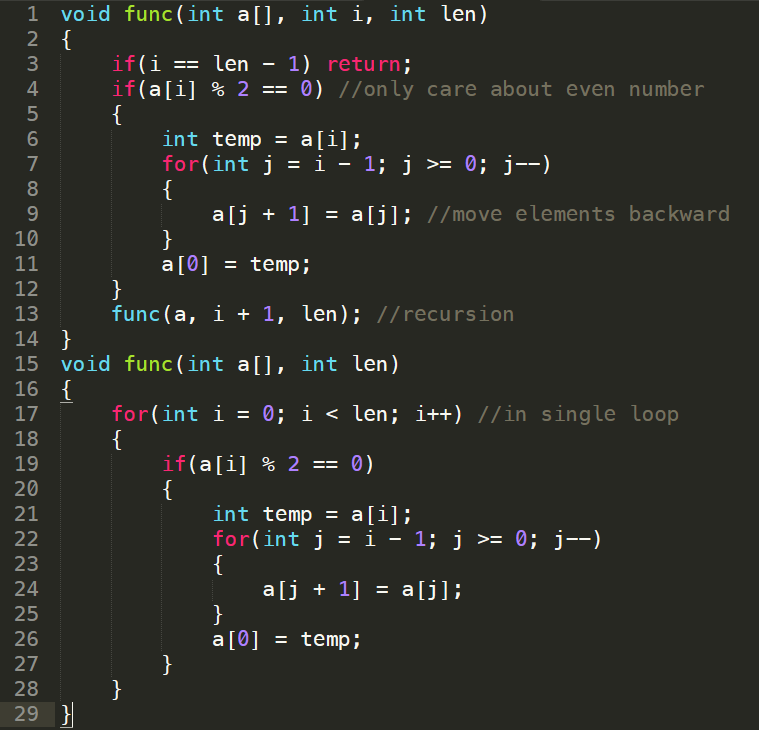 1 void func(int a[], int i, int len)
2 {
3     if(i == len - 1) return;
4     if(a[i] % 2 == 0) //only care about even number
5     {
6         int temp = a[i];
7         for(int j = i - 1; j >= 0; j--)
8         {
9             a[j + 1] = a[j]; //move elements backward
10         }
11         a[0] = temp;
12     }
13     func(a, i + 1, len); //recursion
14 }
15 void func(int a[], int len)
16 {
17     for(int i = 0; i < len; i++) //in single loop
18     {
19         if(a[i] % 2 == 0)
20         {
21             int temp = a[i];
22             for(int j = i - 1; j >= 0; j--)
23             {
24                 a[j + 1] = a[j];
25             }
26             a[0] = temp;
27         }
28     }
29 }